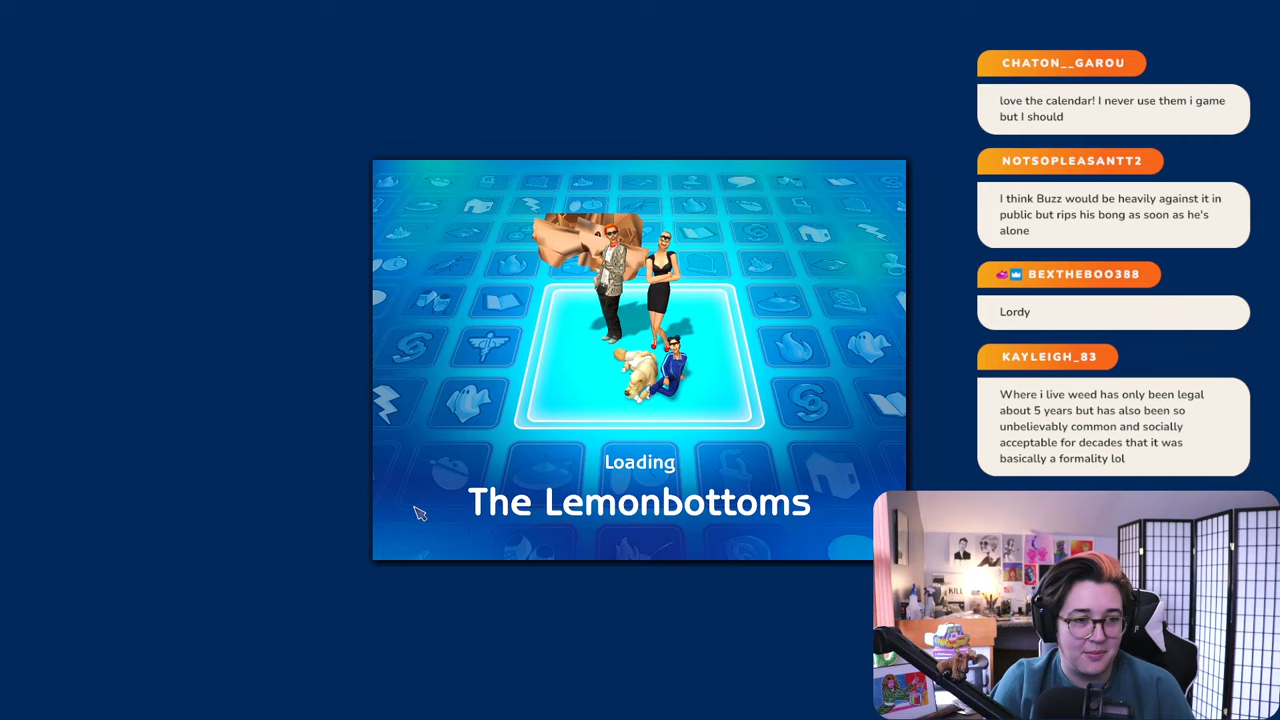 CHATON__GAROU
love the calendar! I never use them i game
but I should
NOTSOPLEASANTT2
I think Buzz would be heavily against it in
public but rips his bong as soon as he's
alone
BEXTHEBOO388
Lordy
KAYLEIGH_83
Where i live weed has only been legal
about 5 years but has also been so
unbelievably common and socially
acceptable for decades that it was
basically a formality lol
Loading
The Lemonbottoms
KILL